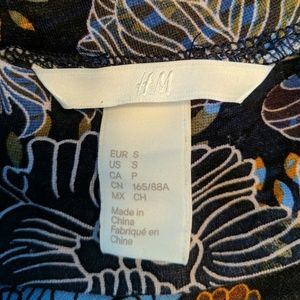 H&M
EUR S
US S
CA P
CN 165/88A
MX CH
Made in
China
Fabriqué en
Chine